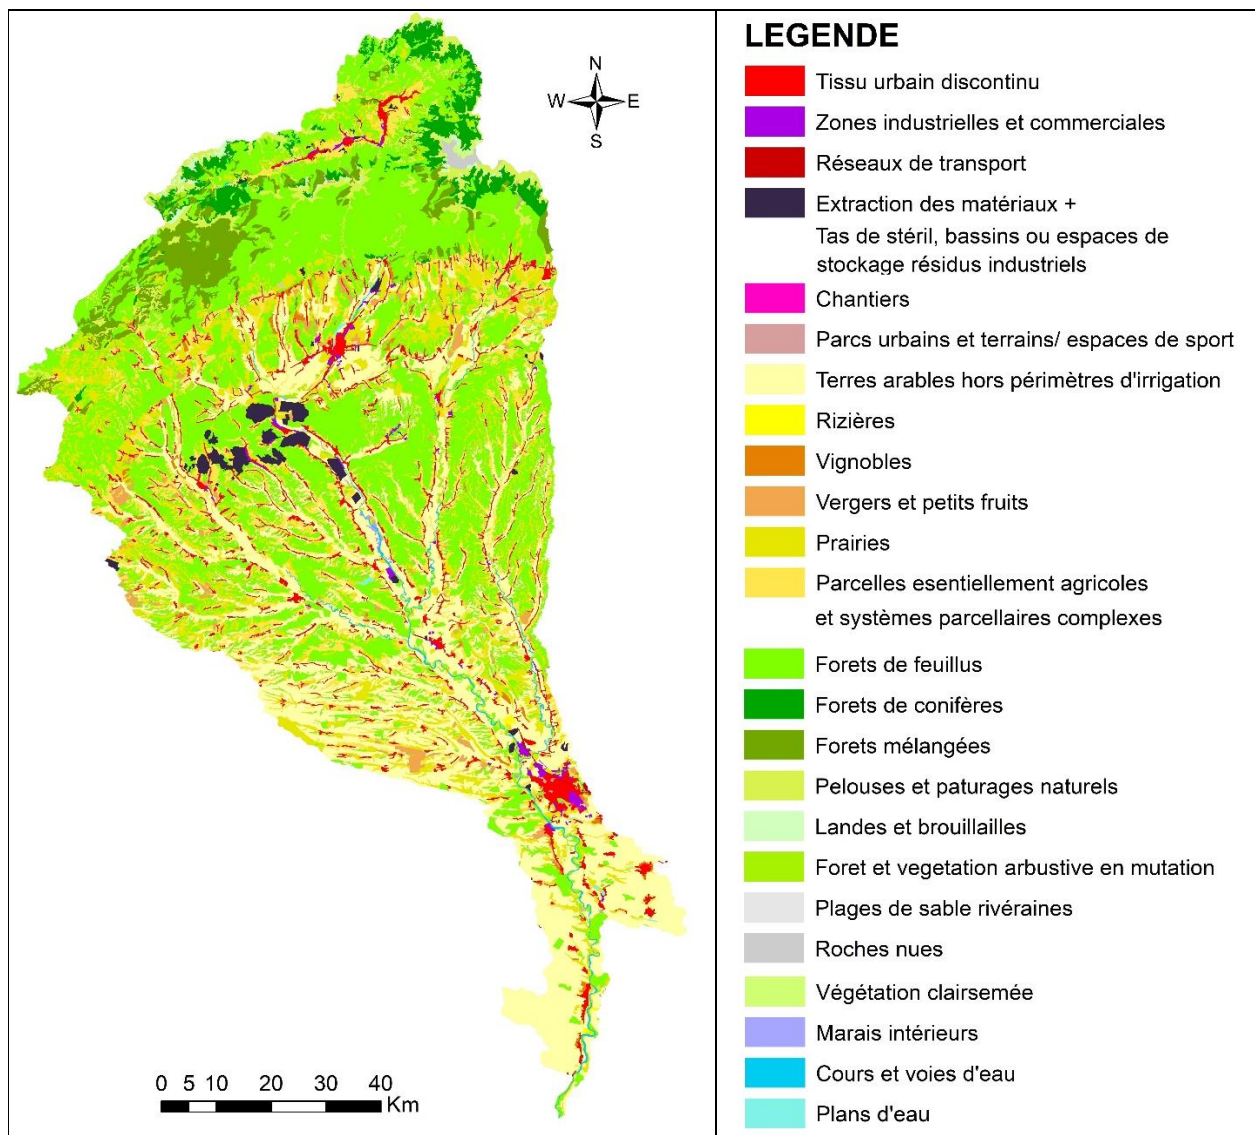 N
W E
S
0 5 10 20 30 40
Km
LEGENDE
Tissu urbain discontinu
Zones industrielles et commerciales
Réseaux de transport
Extraction des matériaux +
Tas de stéril, bassins ou espaces de
stockage résidus industriels
Chantiers
Parcs urbains et terrains/ espaces de sport
Terres arables hors périmètres d'irrigation
Rizières
Vignobles
Vergers et petits fruits
Prairies
Parcelles esentiellement agricoles
et systèmes parcellaires complexes
Forets de feuillus
Forets de conifères
Forets mélangées
Pelouses et paturages naturels
Landes et brouillailles
Foret et vegetation arbustive en mutation
Plages de sable rivéraines
Roches nues
Végétation clairsemée
Marais intérieurs
Cours et voies d'eau
Plans d'eau